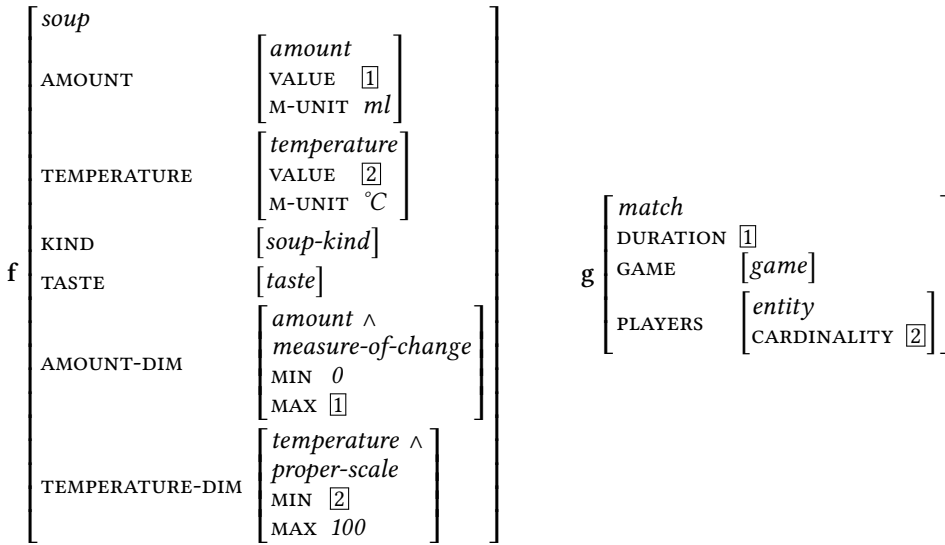 f
soup
AMOUNT
amount
VALUE 1
M-UNIT ml
TEMPERATURE
temperature
VALUE 2
M-UNIT °C
KIND [soup-kind]
TASTE [taste]
AMOUNT-DIM
amount ∧
measure-of-change
MIN 0
MAX 1
TEMPERATURE-DIM
temperature ∧
proper-scale
MIN 2
MAX 100
g
match
DURATION 1
GAME [game]
PLAYERS
entity
CARDINALITY 2